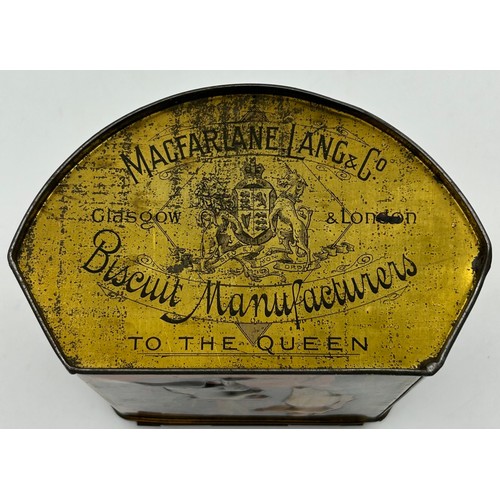 MACFARLANE, LANG & Co
Glasgow & London
Biscuit Manufacturers
TO THE QUEEN